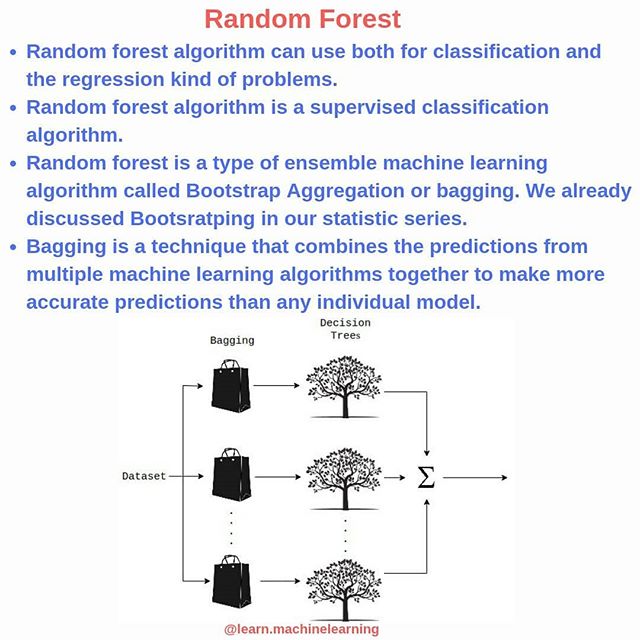 Random Forest
• Random forest algorithm can use both for classification and
the regression kind of problems.
• Random forest algorithm is a supervised classification
algorithm.
• Random forest is a type of ensemble machine learning
algorithm called Bootstrap Aggregation or bagging. We already
discussed Bootsratping in our statistic series.
• Bagging is a technique that combines the predictions from
multiple machine learning algorithms together to make more
accurate predictions than any individual model.
Decision
Trees
Bagging
Dataset
Σ
@learn.machinelearning